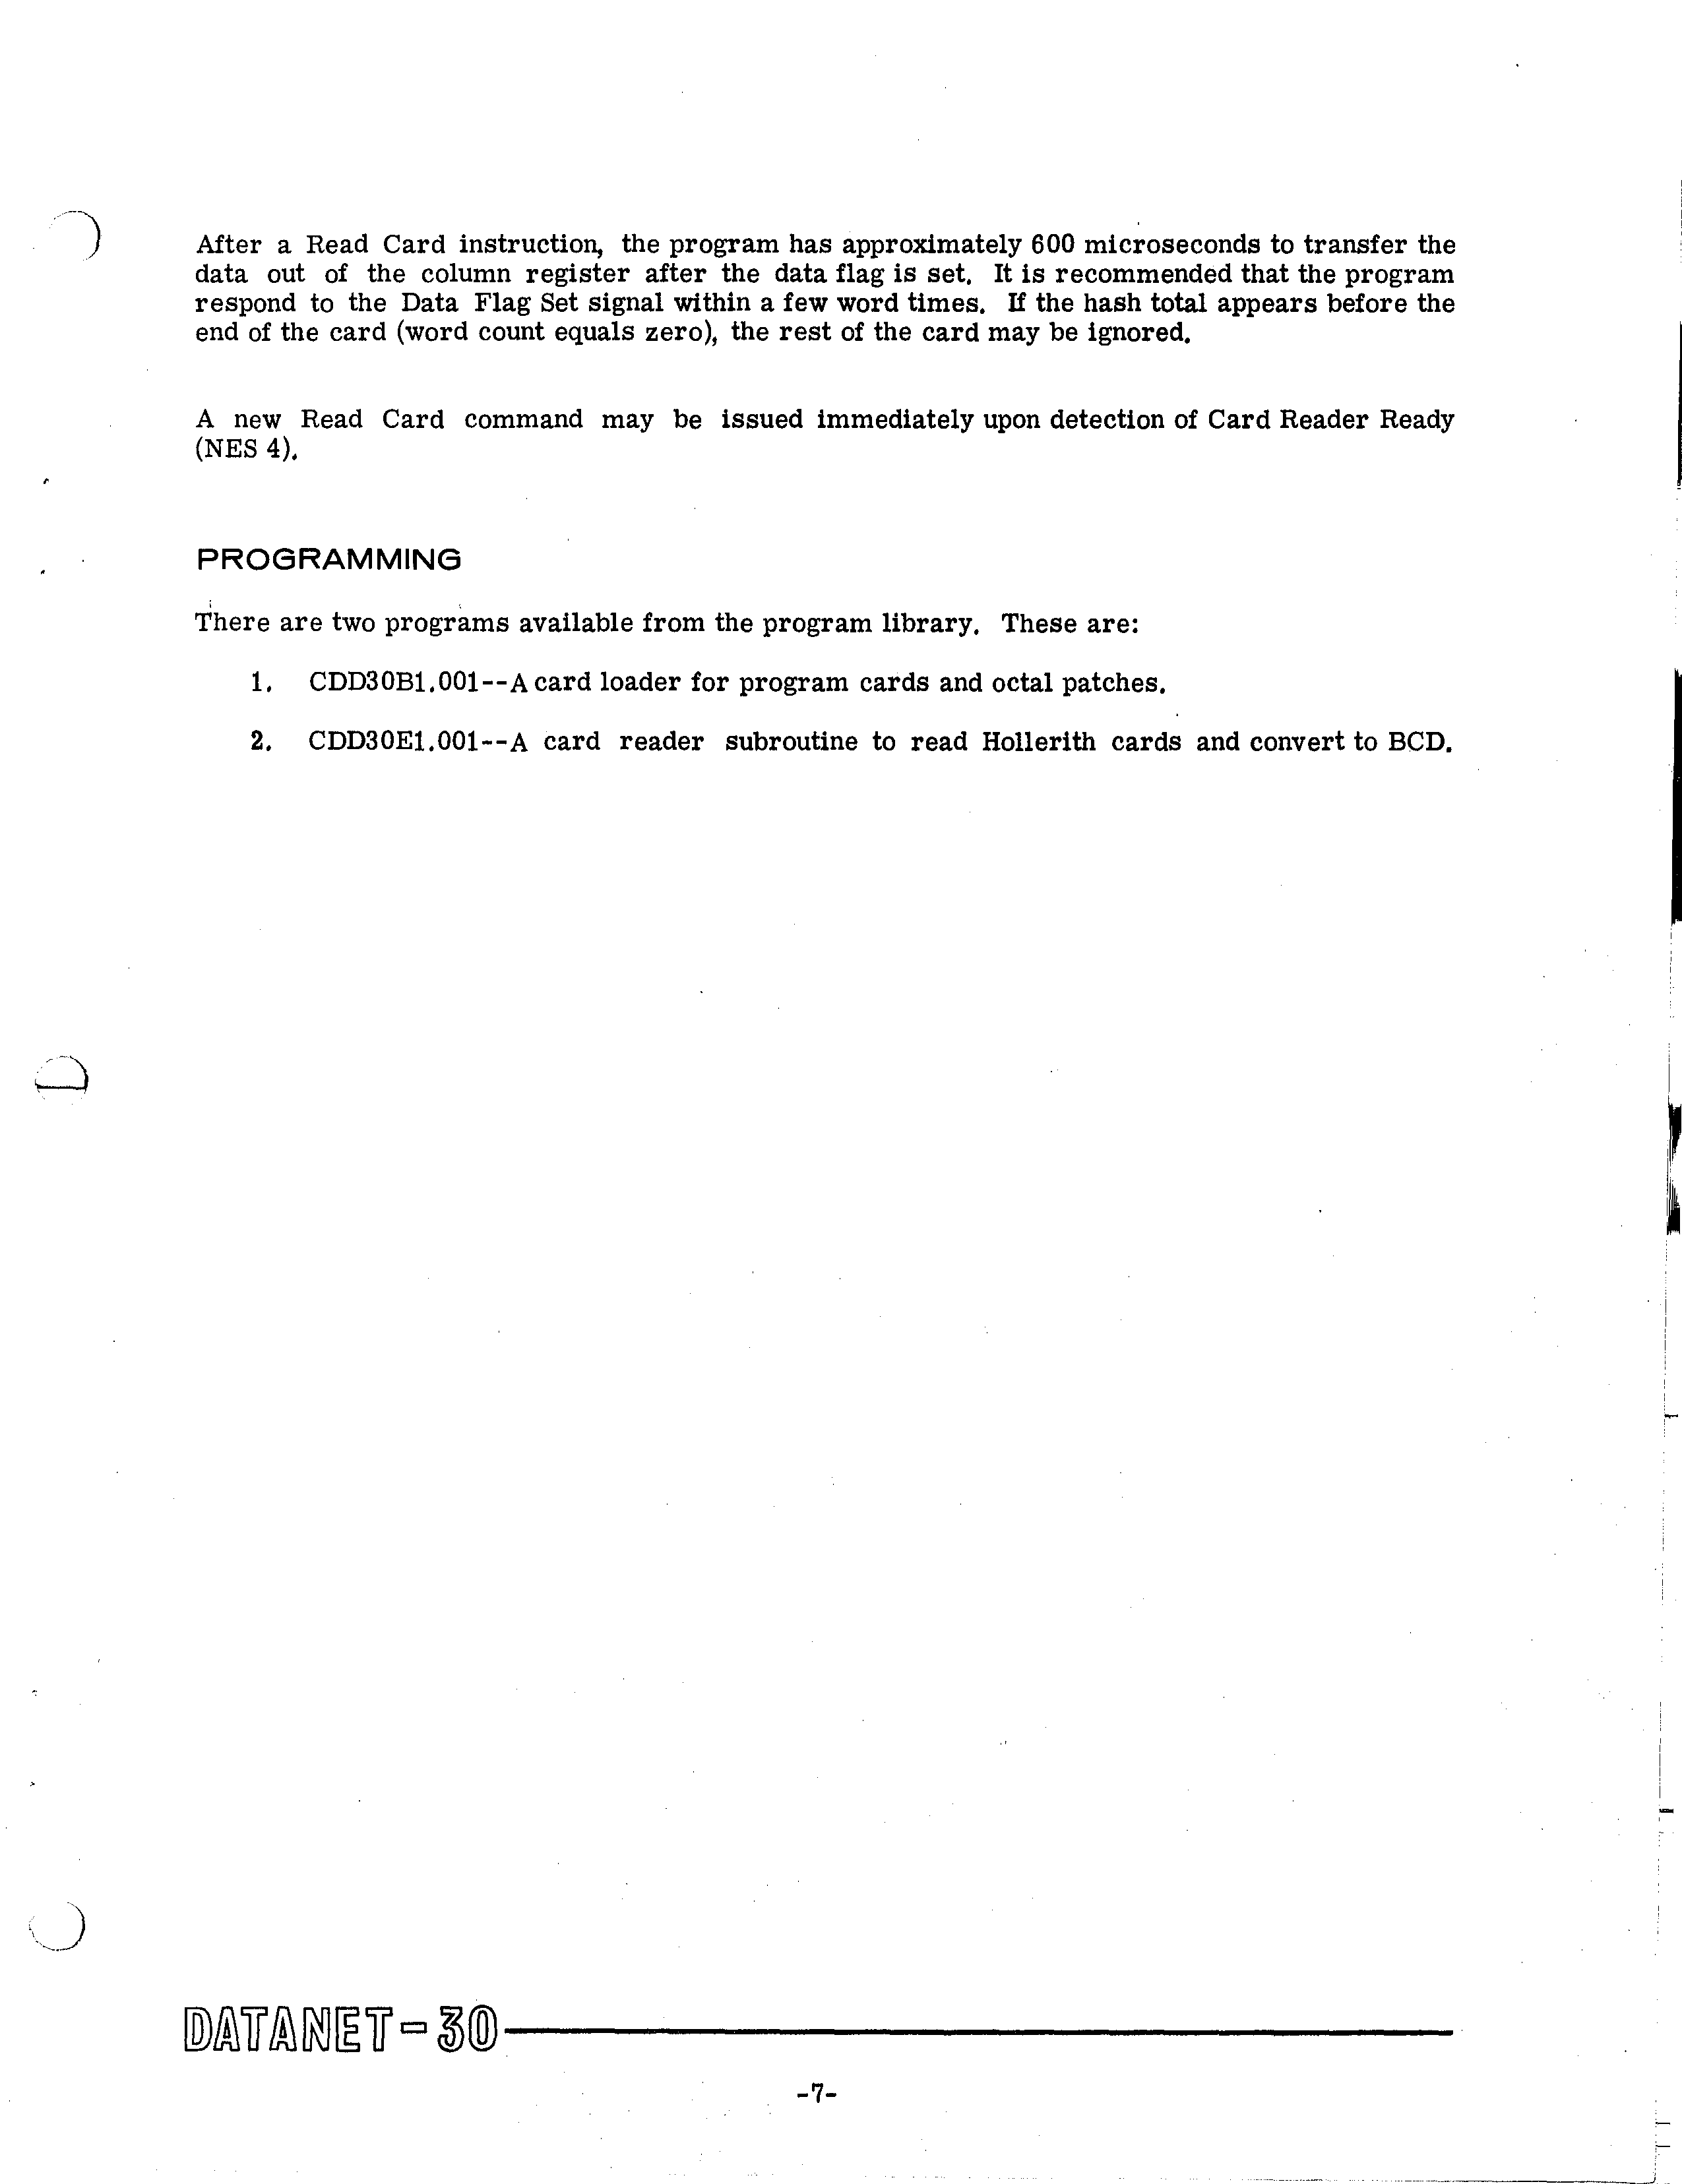 After a Read Card instruction, the program has approximately 600 microseconds to transfer the
data out of the column register after the data flag is set. It is recommended that the program
respond to the Data Flag Set signal within a few word times. If the hash total appears before the
end of the card (word count equals zero), the rest of the card may be ignored.
A new Read Card command may be issued immediately upon detection of Card Reader Ready
(NES 4).
PROGRAMMING
There are two programs available from the program library. These are:
1. CDD30B1.001--A card loader for program cards and octal patches.
2. CDD30E1.001--A card reader subroutine to read Hollerith cards and convert to BCD.
DATANET-30
-7-